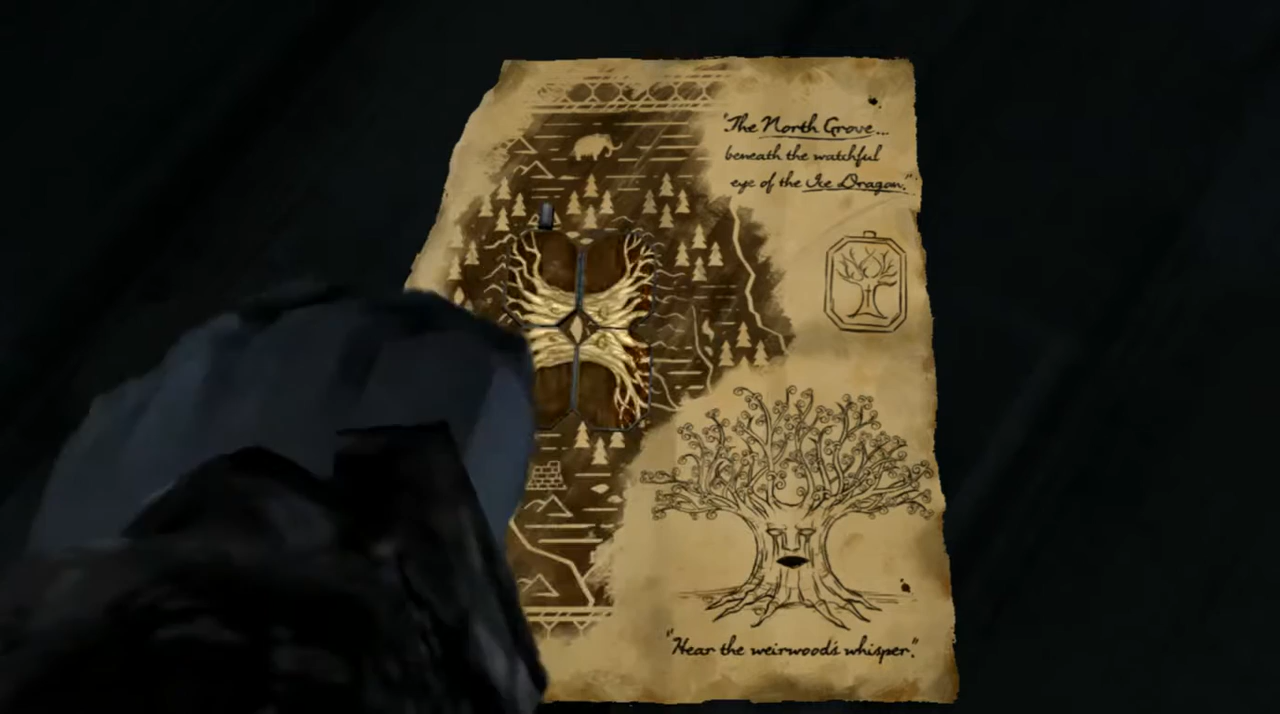 "The North Grove...
beneath the watchful
eye of the Ice Dragon."
"Hear the weirwood's whisper."